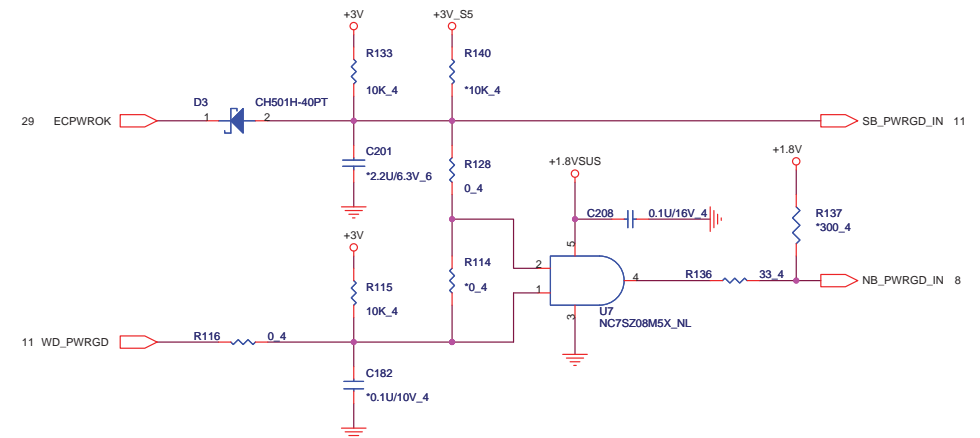 +3V
+3V_S5
R133
10K_4
R140
*10K_4
D3
CH501H-40PT
1
2
29 ECPWROK
SB_PWRGD_IN 11
C201
*2.2U/6.3V_6
R128
0_4
+1.8VSUS
+1.8V
C208
0.1U/16V_4
R137
*300_4
+3V
5
R114
*0_4
2
1
4
R136
33_4
NB_PWRGD_IN 8
R115
10K_4
3
U7
NC7SZ08M5X_NL
11 WD_PWRGD
R116
0_4
C182
*0.1U/10V_4